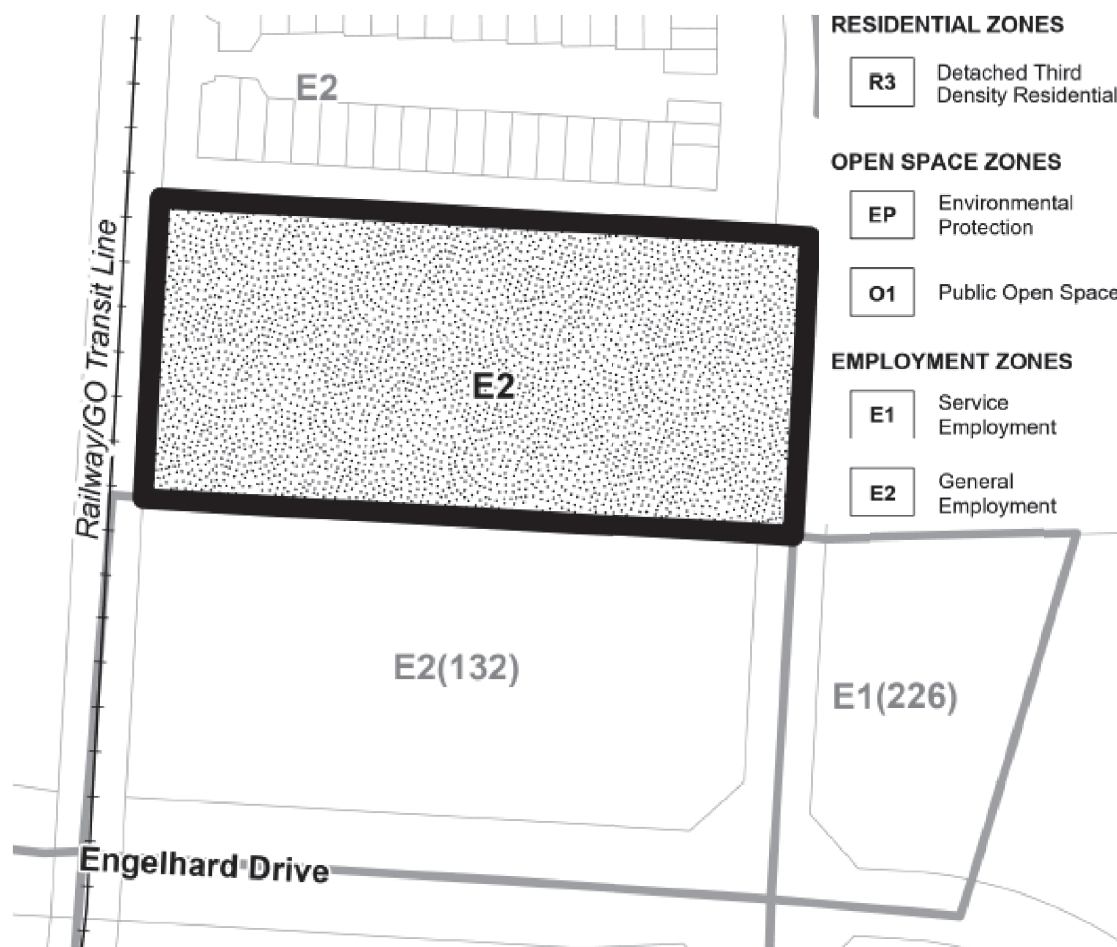 RESIDENTIAL ZONES
R3
Detached Third
Density Residential
OPEN SPACE ZONES
EP
Environmental
Protection
O1
Public Open Space
EMPLOYMENT ZONES
E1
Service
Employment
E2
General
Employment
E2
Railway/GO Transit Line
E2
E2(132)
E1(226)
Engelhard Drive